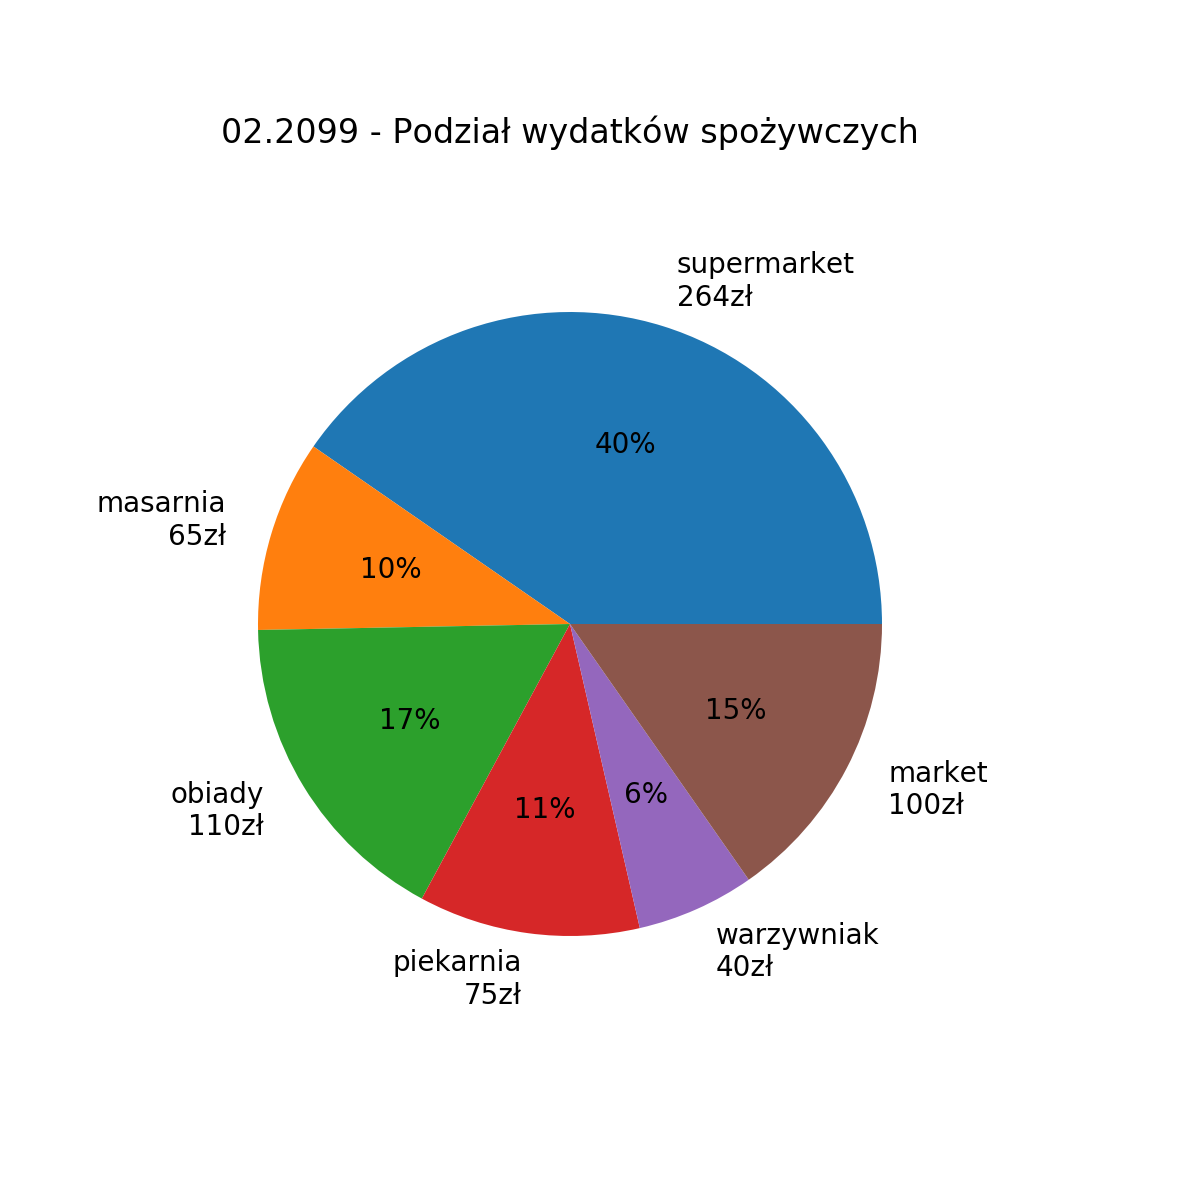 02.2099 - Podział wydatków spożywczych
supermarket
264zł
40%
masarnia
65zł
10%
obiady
110zł
17%
piekarnia
75zł
11%
warzywniak
40zł
6%
market
100zł
15%